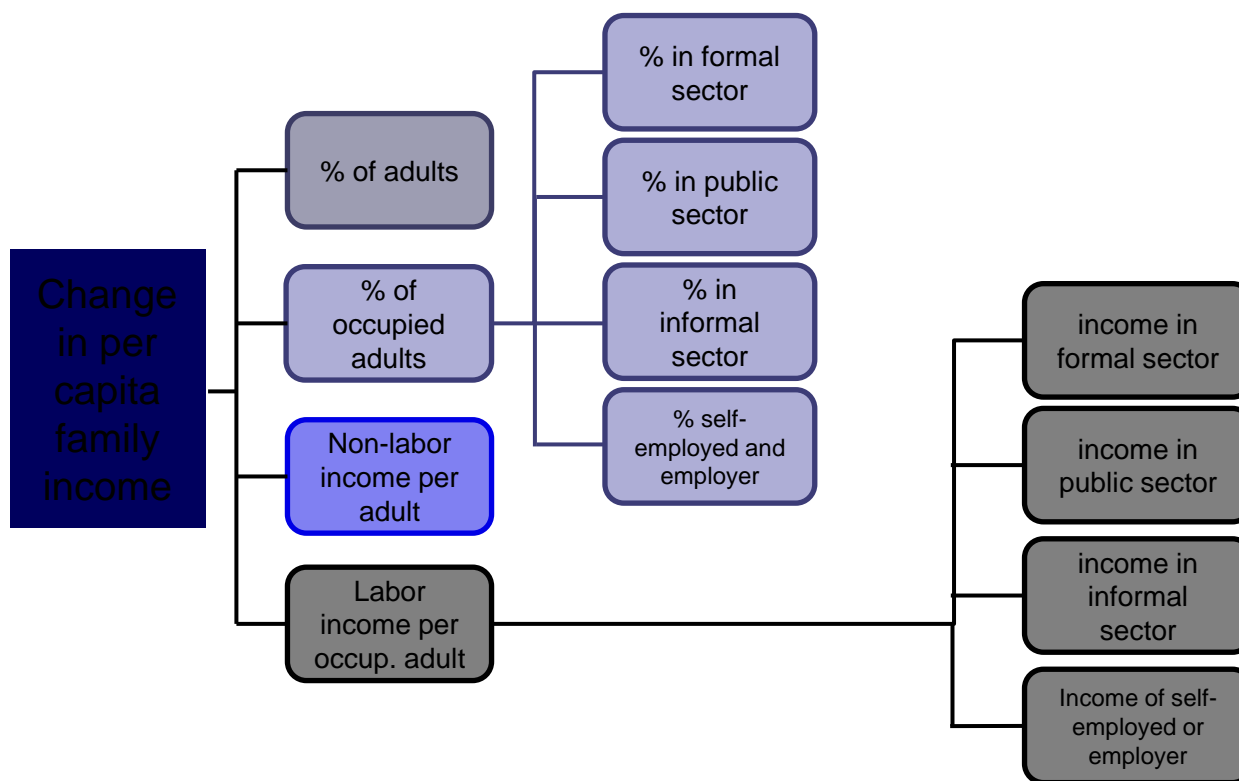 Change
in per
capita
family
income
% of adults
% of
occupied
adults
Non-labor
income per
adult
Labor
income per
occup. adult
% in formal
sector
% in public
sector
% in
informal
sector
% self-
employed and
employer
income in
formal sector
income in
public sector
income in
informal
sector
Income of self-
employed or
employer